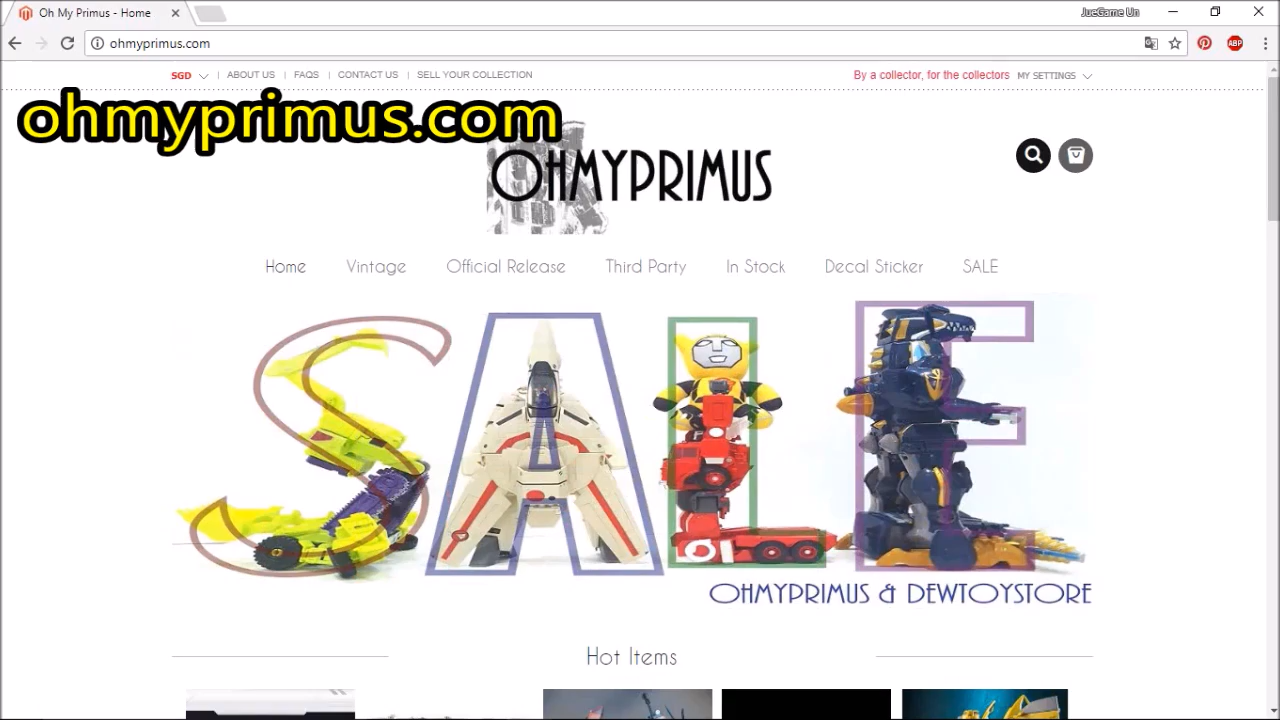 Oh My Primus - Home
JueGame Un
ohmyprimus.com
ABP
SGD
ABOUT US
FAQS
CONTACT US
SELL YOUR COLLECTION
By a collector, for the collectors
MY SETTINGS
ohmyprimus.com
OHMYPRIMUS
Home
Vintage
Official Release
Third Party
In Stock
Decal Sticker
SALE
SALE
OHMYPRIMUS & DEWTOYSTORE
Hot Items